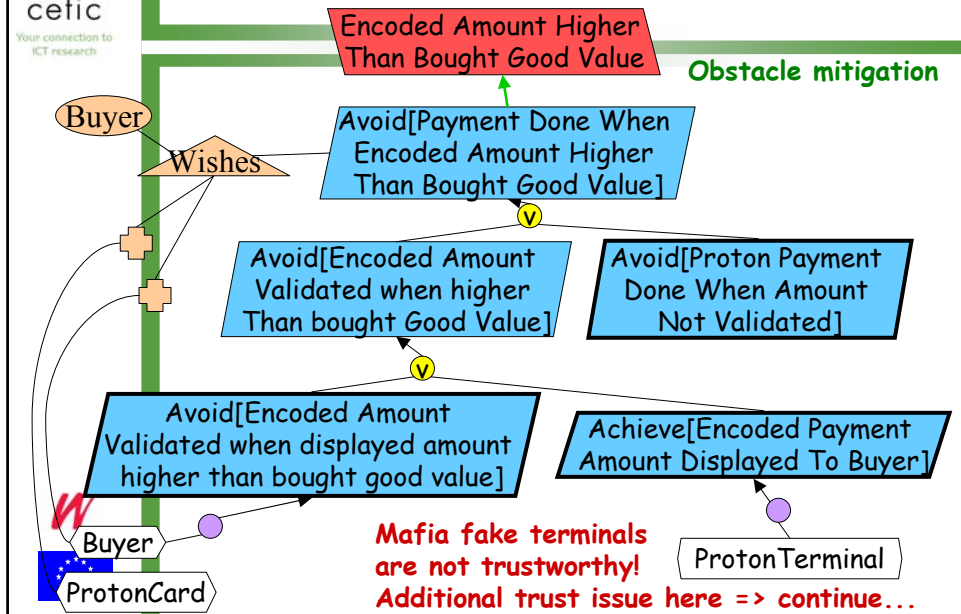 cetic
Your connection to
ICT research
Encoded Amount Higher
Than Bought Good Value
Obstacle mitigation
Buyer
Wishes
Avoid[Payment Done When
Encoded Amount Higher
Than Bought Good Value]
v
Avoid[Encoded Amount
Validated when higher
Than bought Good Value]
Avoid[Proton Payment
Done When Amount
Not Validated]
v
Avoid[Encoded Amount
Validated when displayed amount
higher than bought good value]
Achieve[Encoded Payment
Amount Displayed To Buyer]
W
Buyer
ProtonCard
Mafia fake terminals
are not trustworthy!
Additional trust issue here => continue...
ProtonTerminal